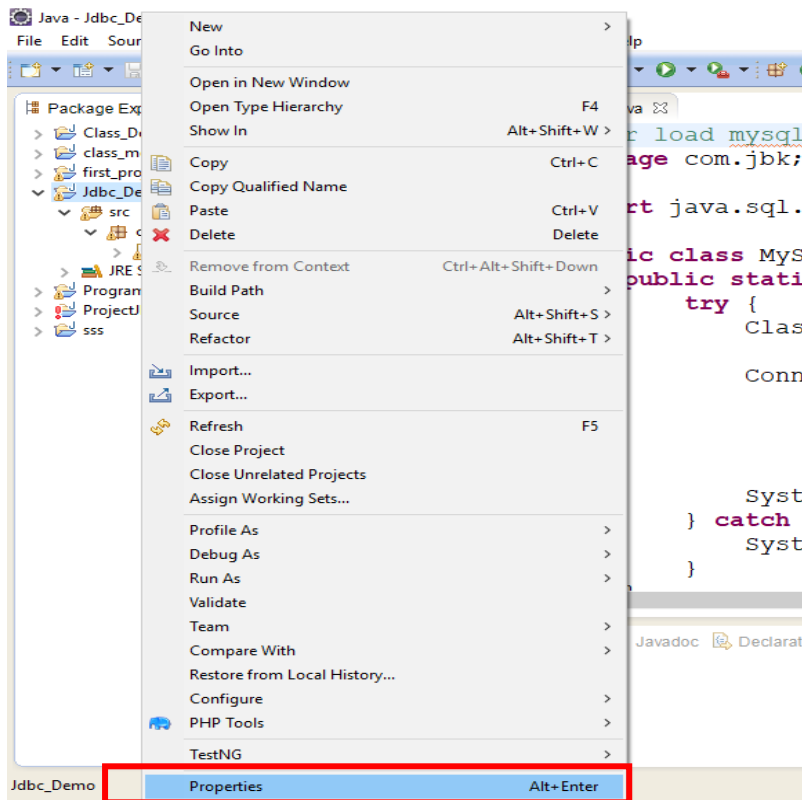 Java - Jdbc_De
File Edit Sour lp
Package Exp
Class_D
class_m
first_pro
Jdbc_De
src
JRE S
Program
ProjectJ
sss
New >
Go Into
Open in New Window
Open Type Hierarchy F4
Show In Alt+Shift+W >
Copy Ctrl+C
Copy Qualified Name
Paste Ctrl+V
Delete Delete
Remove from Context Ctrl+Alt+Shift+Down
Build Path >
Source Alt+Shift+S >
Refactor Alt+Shift+T >
Import...
Export...
Refresh F5
Close Project
Close Unrelated Projects
Assign Working Sets...
Profile As >
Debug As >
Run As >
Validate
Team >
Compare With >
Restore from Local History...
Configure >
PHP Tools >
TestNG >
Properties Alt+Enter
va
r load mysql
age com.jbk;
rt java.sql.
ic class MyS
public stati
try {
Clas
Conn
Syst
} catch
Syst
}
Javadoc Declarat
Jdbc_Demo